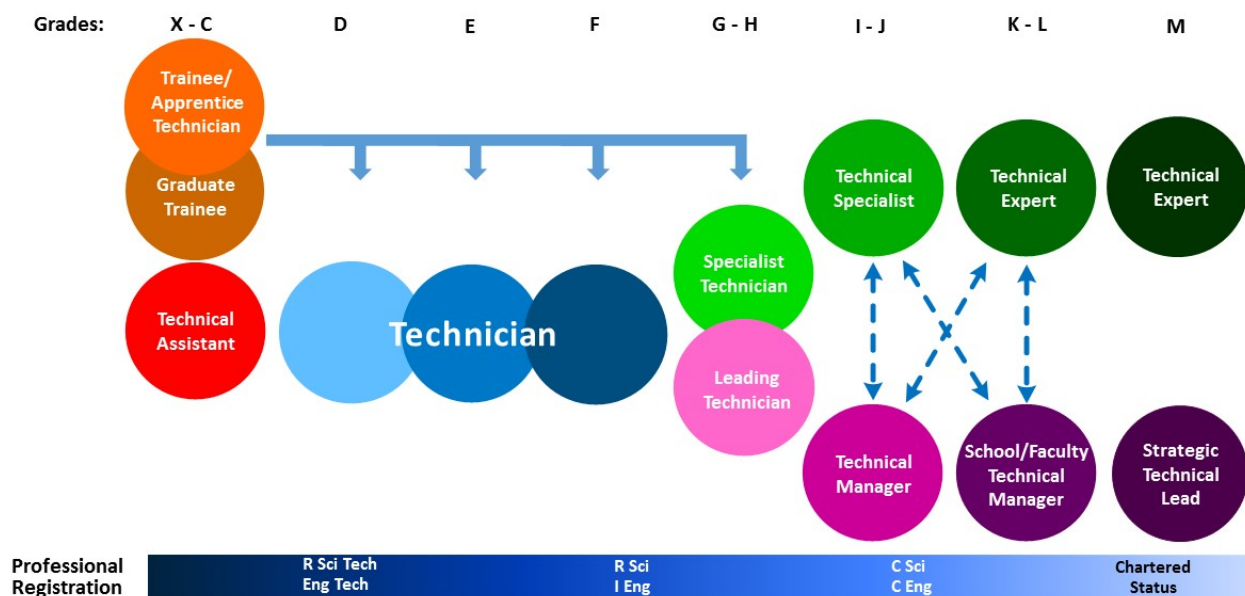 Grades: X - C D E F G - H I - J K - L M
Trainee/
Apprentice
Technician
Graduate
Trainee
Technical
Assistant
Technician
Specialist
Technician
Leading
Technician
Technical
Specialist
Technical
Expert
Technical
Expert
Technical
Manager
School/Faculty
Technical
Manager
Strategic
Technical
Lead
Professional
Registration
R Sci Tech
Eng Tech
R Sci
I Eng
C Sci
C Eng
Chartered
Status